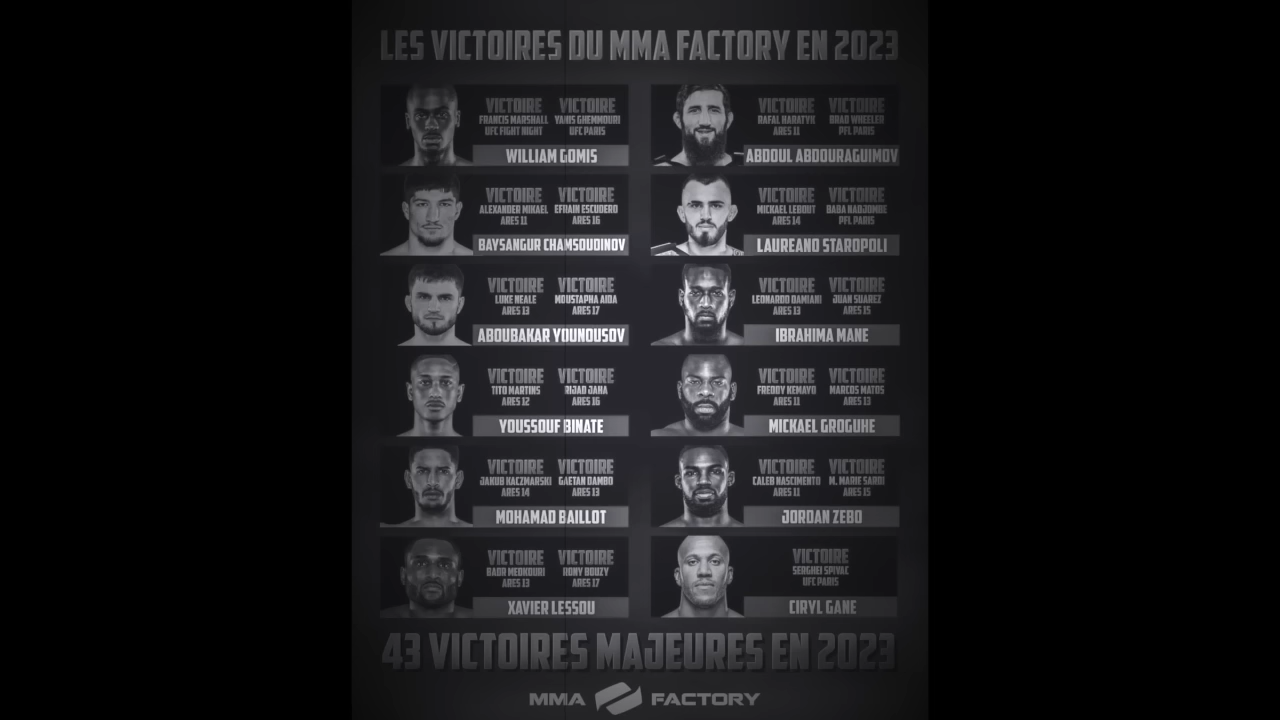 LES VICTOIRES DU MMA FACTORY EN 2023
VICTOIRE VICTOIRE
FRANCIS MARSHALL YANIS GHEMMOURI
UFC FIGHT NIGHT UFC PARIS
WILLIAM GOMIS
VICTOIRE VICTOIRE
RAFAL HARATYK BRAD WHEELER
ARES 11 PFL PARIS
ABDOUL ABDOURAGUIMOV
VICTOIRE VICTOIRE
ALEXANDER MIKAEL EFRAIN ESCUDERO
ARES 11 ARES 16
BAYSANGUR CHAMSOUDINOV
VICTOIRE VICTOIRE
MICKAEL LEBOUT BABA NADJOMBE
ARES 14 PFL PARIS
LAUREANO STAROPOLI
VICTOIRE VICTOIRE
LUKE NEALE MOUSTAPHA AIDA
ARES 13 ARES 17
ABOUBAKAR YOUNOUSOV
VICTOIRE VICTOIRE
LEONARDO DAMIANI JUAN SUAREZ
ARES 13 ARES 15
IBRAHIMA MANE
VICTOIRE VICTOIRE
TITO MARTINS RIJAD JAHA
ARES 12 ARES 16
YOUSSOUF BINATE
VICTOIRE VICTOIRE
FREDDY KEMAYO MARCOS MATOS
ARES 11 ARES 13
MICKAEL GROGUHE
VICTOIRE VICTOIRE
JAKUB KACZMARSKI GAETAN DAMBO
ARES 14 ARES 13
MOHAMAD BAILLOT
VICTOIRE VICTOIRE
CALEB NASCIMENTO M. MARIE SARDI
ARES 11 ARES 15
JORDAN ZEBO
VICTOIRE VICTOIRE
BADR MEDKOURI RONY BOUZY
ARES 13 ARES 17
XAVIER LESSOU
VICTOIRE
SERGHEI SPIVAC
UFC PARIS
CIRYL GANE
43 VICTOIRES MAJEURES EN 2023
MMA FACTORY